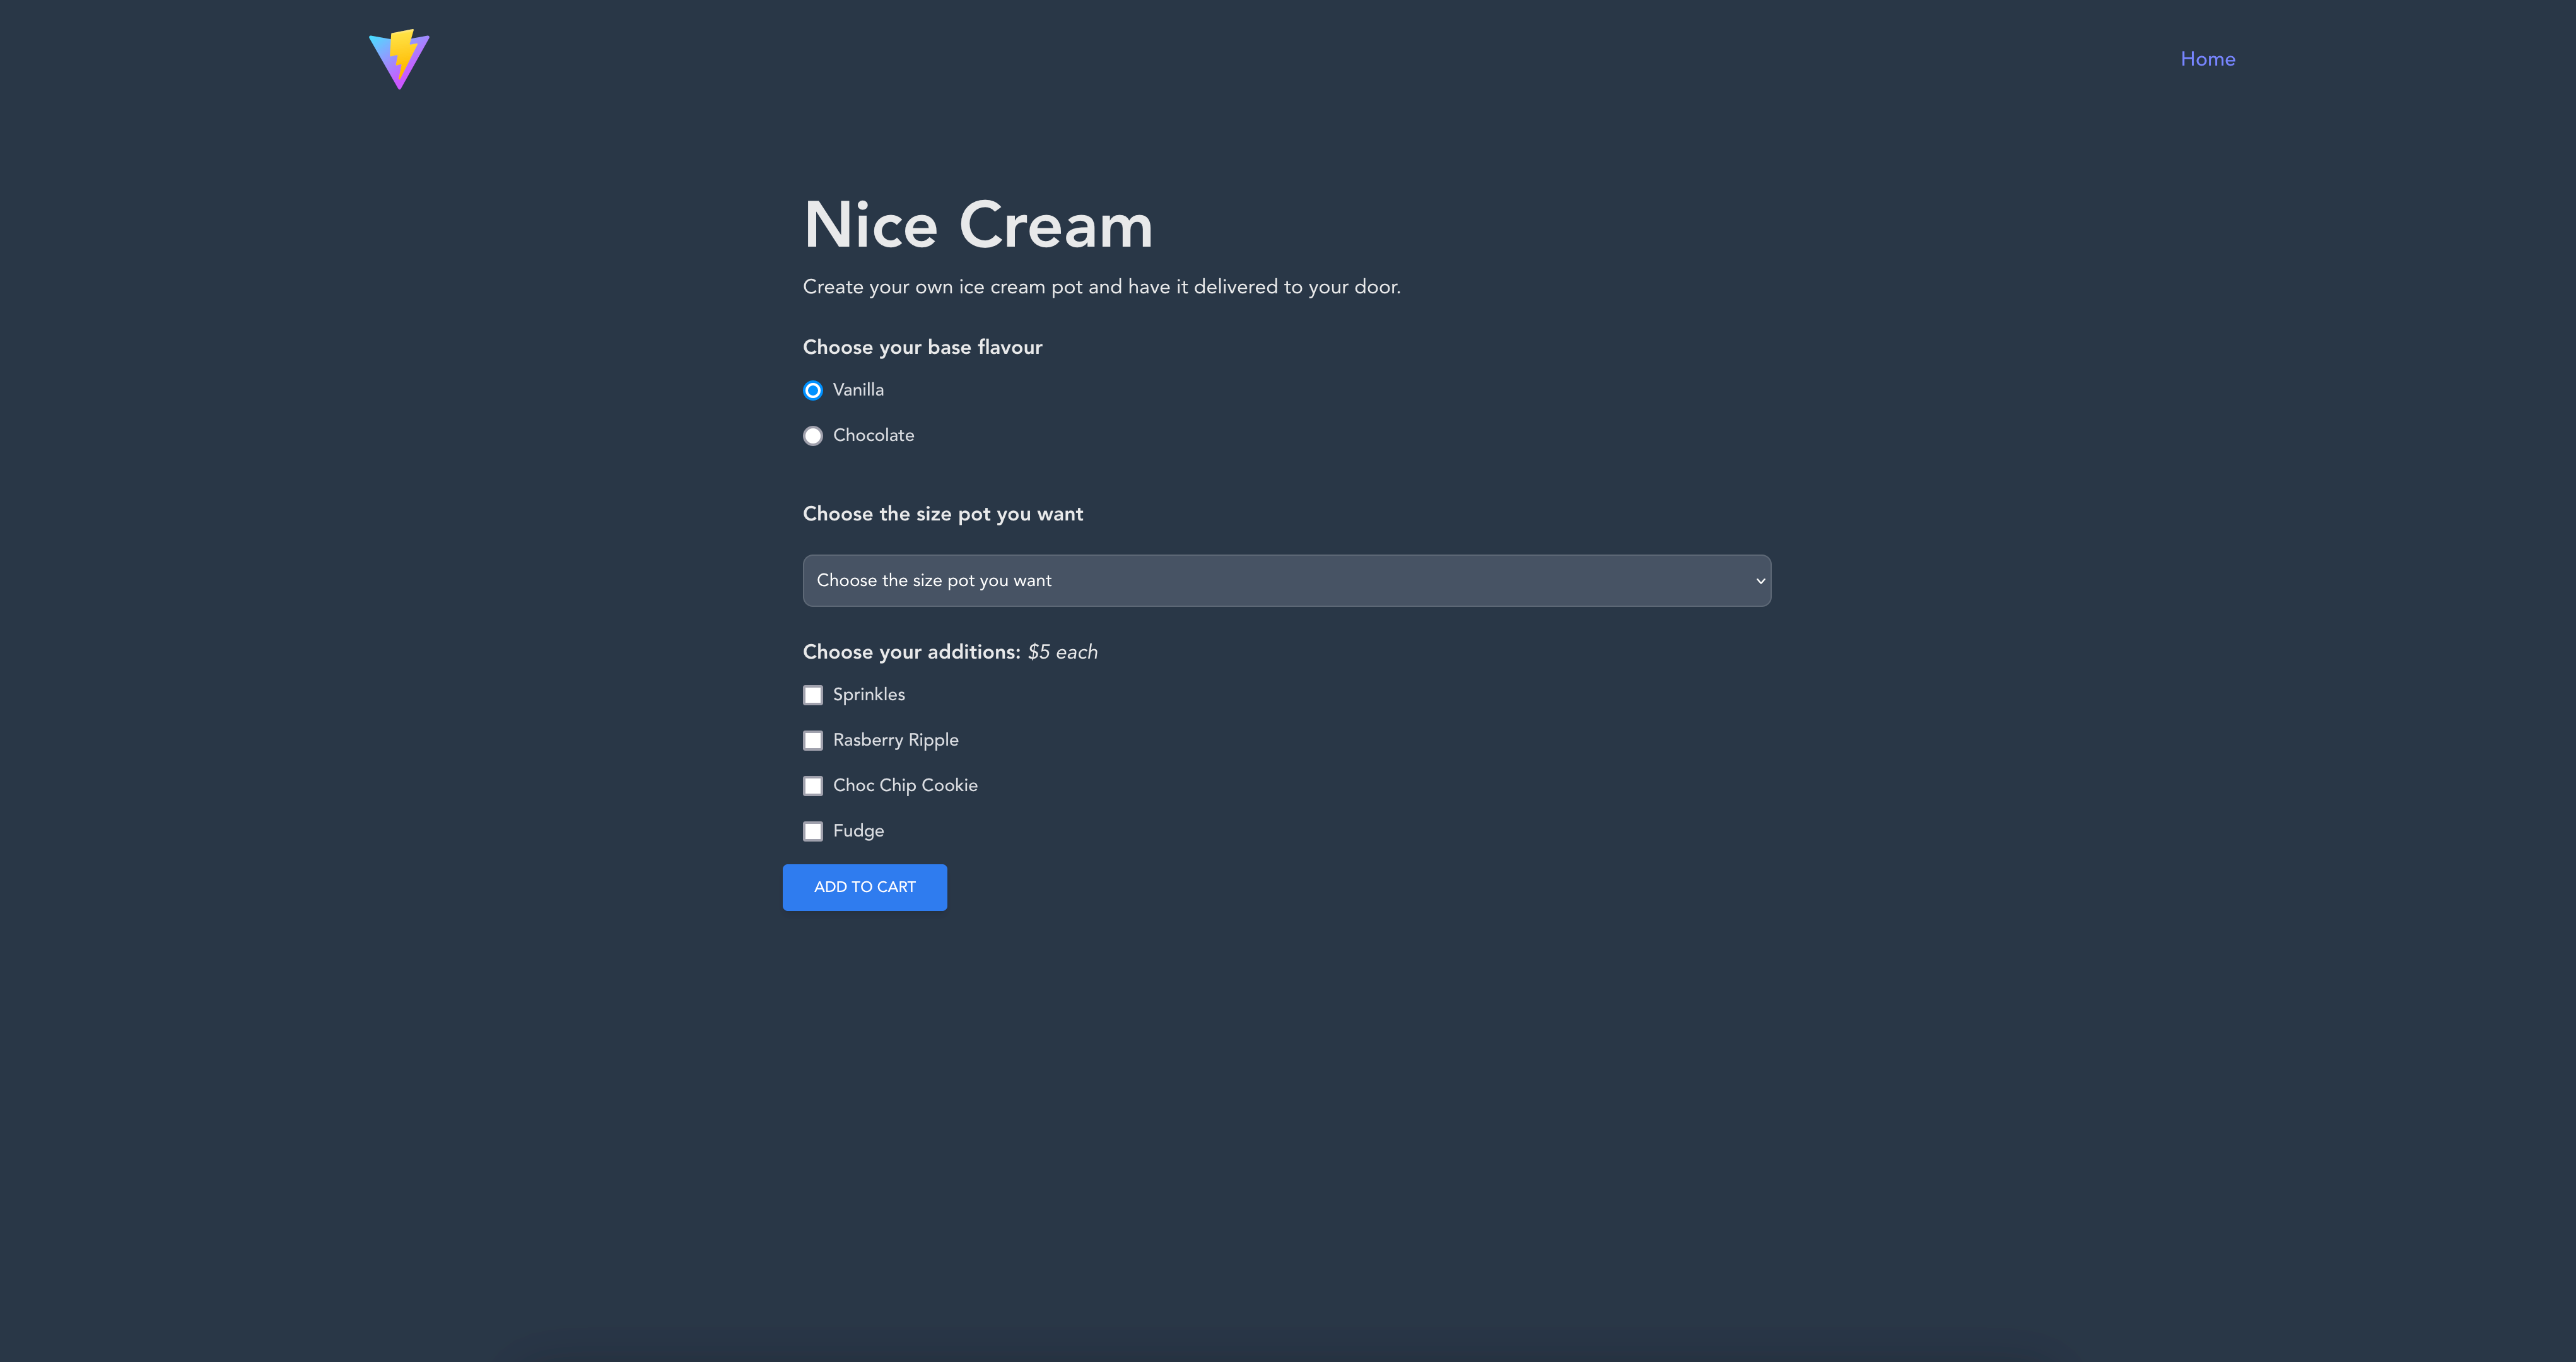 Home
Nice Cream
Create your own ice cream pot and have it delivered to your door.
Choose your base flavour
Vanilla
Chocolate
Choose the size pot you want
Choose the size pot you want
Choose your additions: $5 each
Sprinkles
Rasberry Ripple
Choc Chip Cookie
Fudge
ADD TO CART